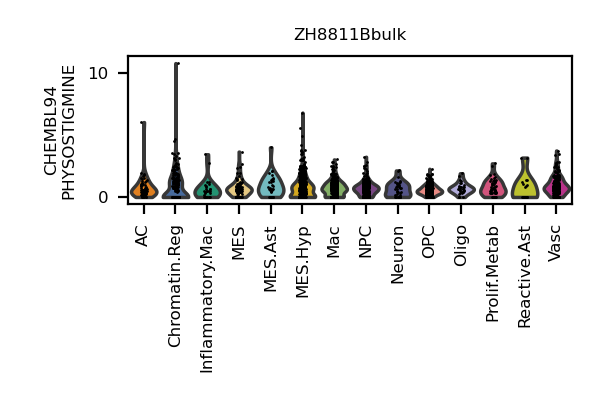 ZH8811Bbulk
CHEMBL94
PHYSOSTIGMINE
10
0
AC
Chromatin.Reg
Inflammatory.Mac
MES
MES.Ast
MES.Hyp
Mac
NPC
Neuron
OPC
Oligo
Prolif.Metab
Reactive.Ast
Vasc